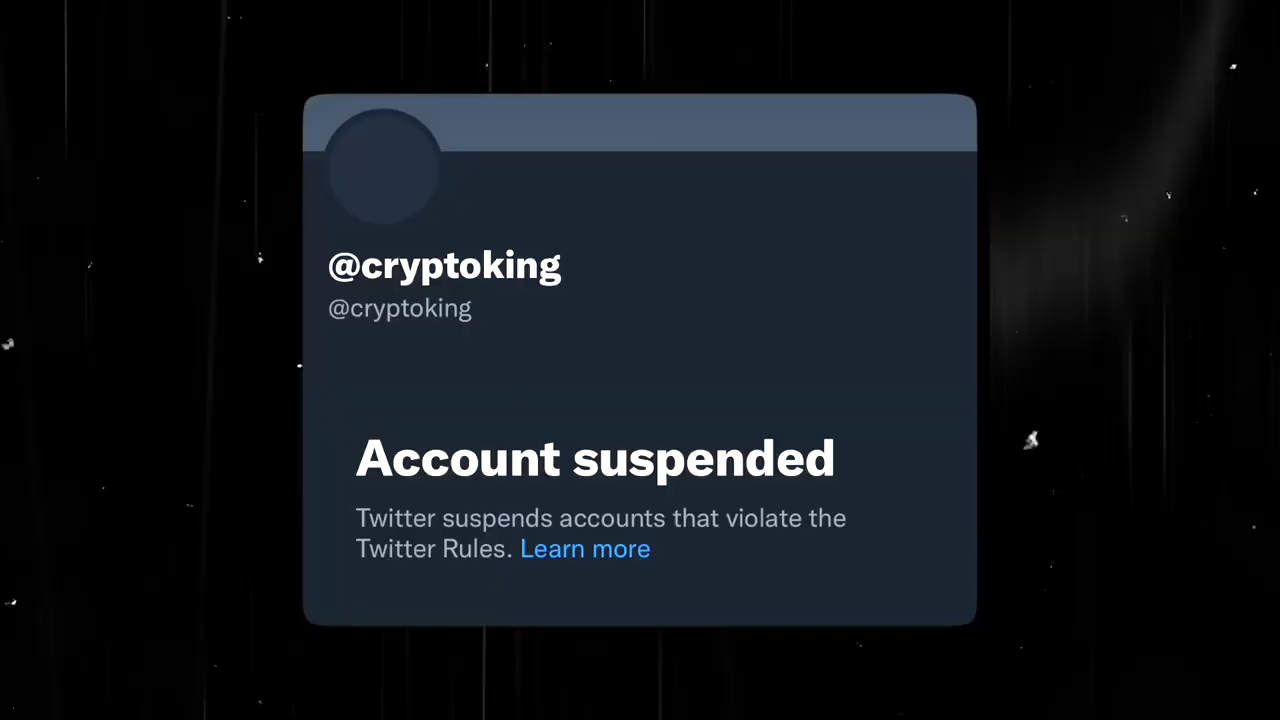 @cryptoking
@cryptoking
Account suspended
Twitter suspends accounts that violate the
Twitter Rules. Learn more